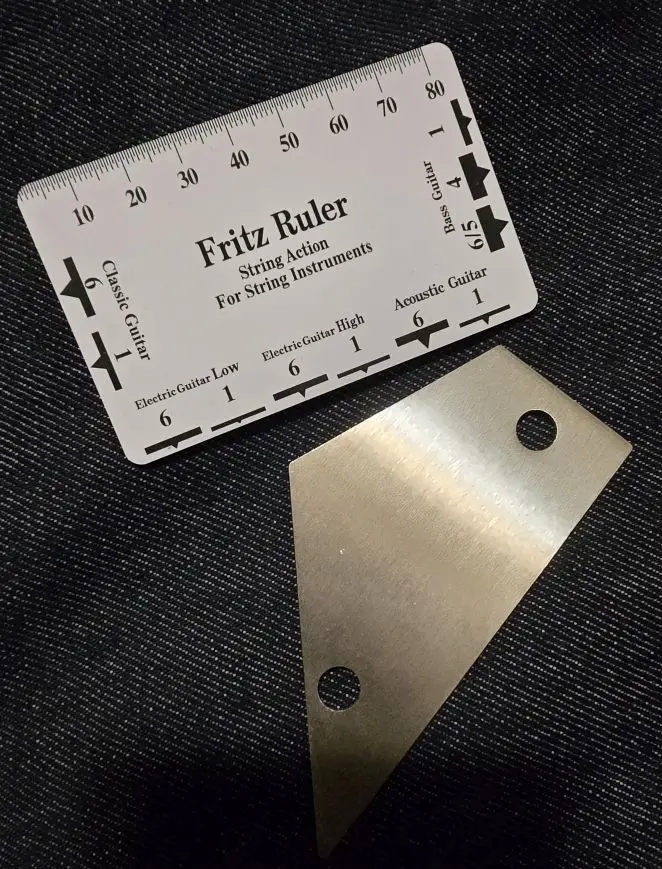 10 20 30 40 50 60 70 80
Fritz Ruler
String Action
For String Instruments
Classic Guitar
6 1
Electric Guitar Low
6 1
Electric Guitar High
6 1
Acoustic Guitar
6 1
Bass Guitar
1 4 6/5